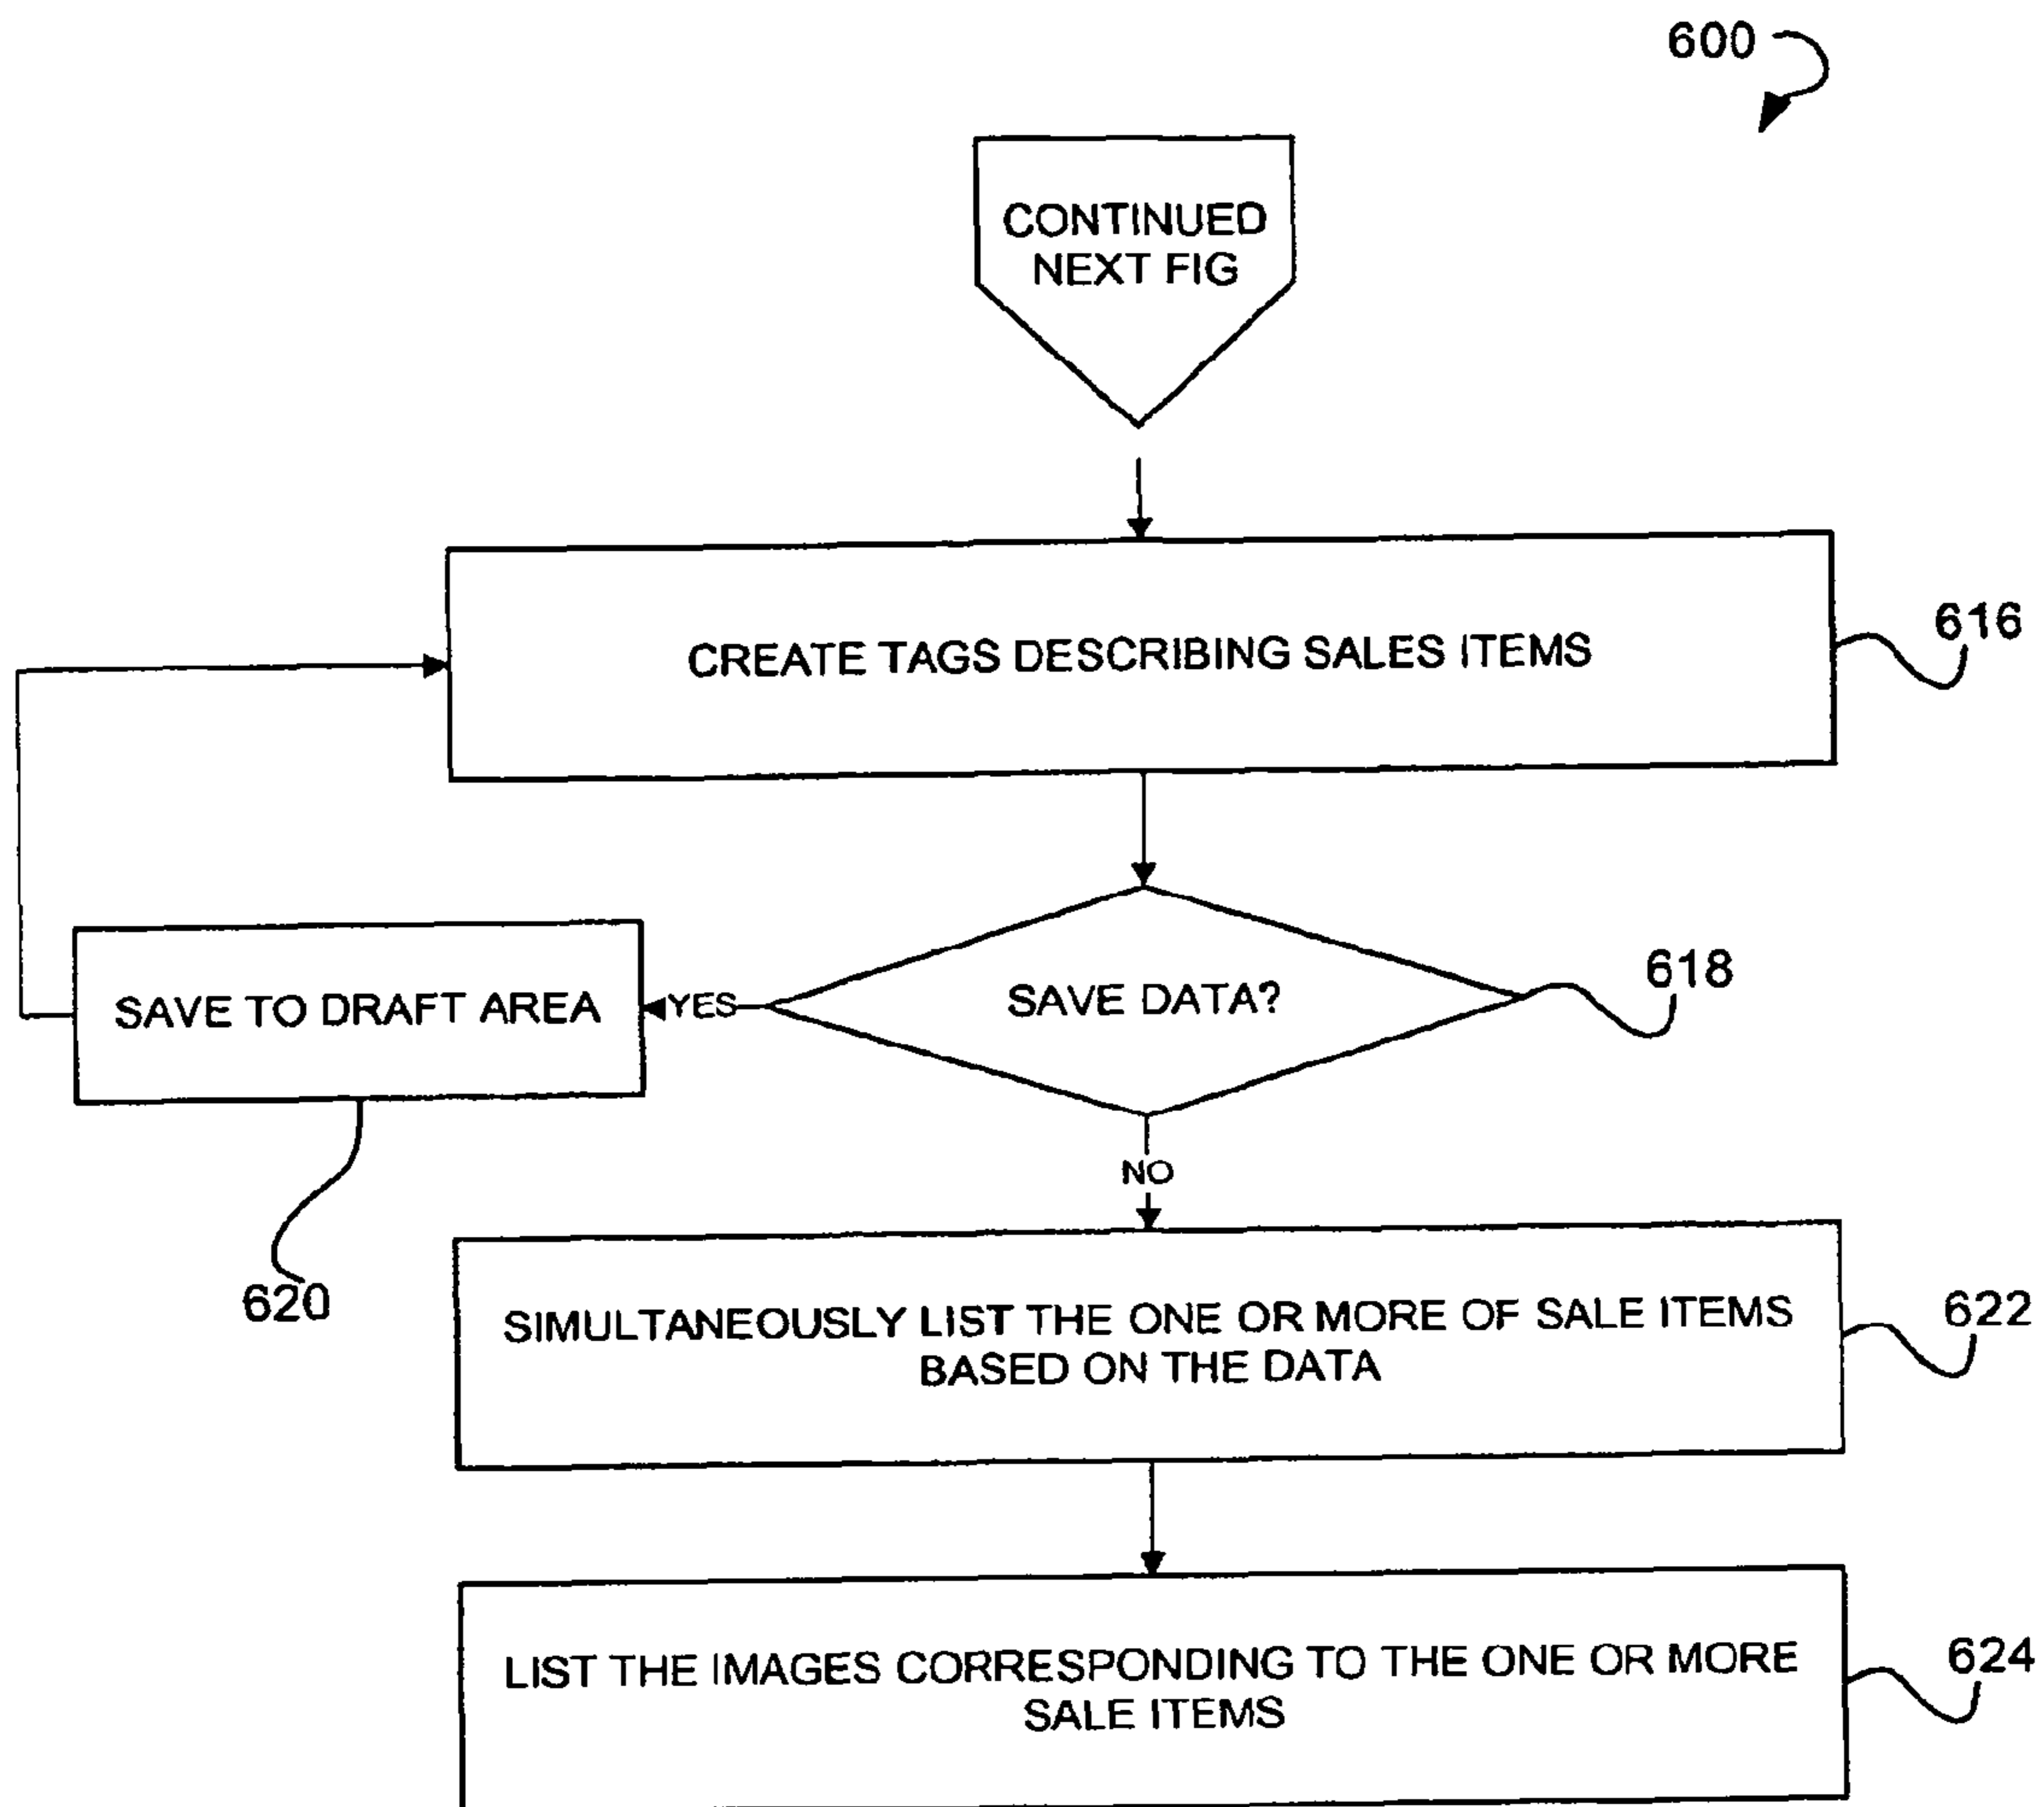 600
CONTINUED
NEXT FIG
CREATE TAGS DESCRIBING SALES ITEMS
616
SAVE DATA?
618
YES
SAVE TO DRAFT AREA
620
NO
SIMULTANEOUSLY LIST THE ONE OR MORE OF SALE ITEMS
BASED ON THE DATA
622
LIST THE IMAGES CORRESPONDING TO THE ONE OR MORE
SALE ITEMS
624